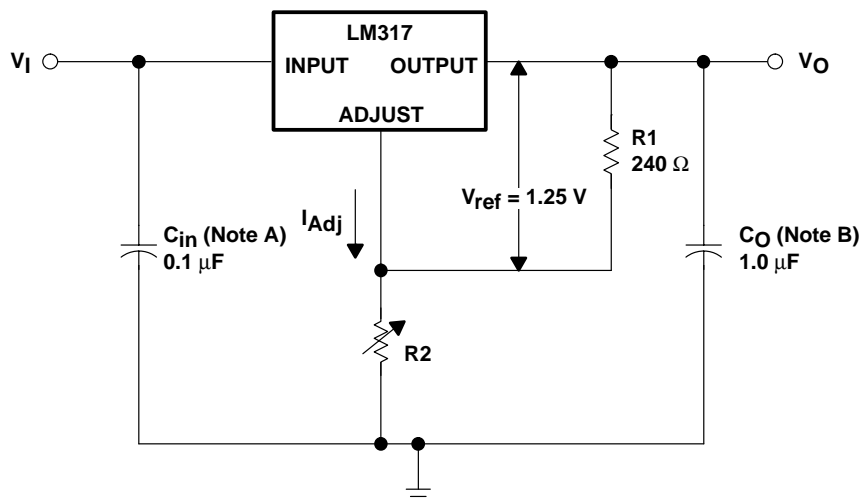 LM317
V_I
INPUT
OUTPUT
V_O
ADJUST
R1
240 Ω
V_ref = 1.25 V
I_Adj
C_in (Note A)
0.1 μF
C_O (Note B)
1.0 μF
R2